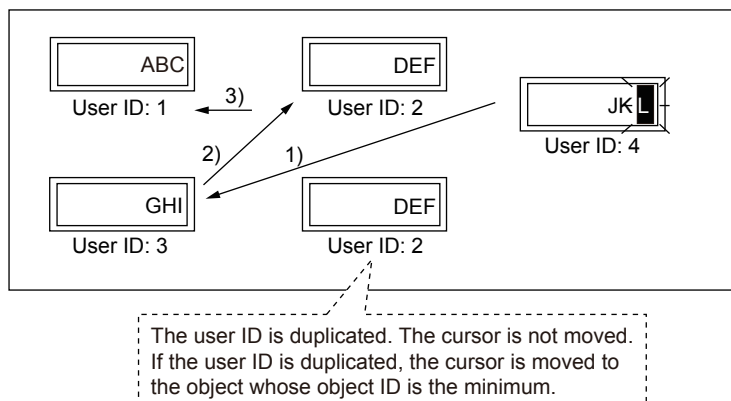 ABC
DEF
JKL
User ID: 1
3)
User ID: 2
User ID: 4
2)
1)
GHI
DEF
User ID: 3
User ID: 2
The user ID is duplicated. The cursor is not moved.
If the user ID is duplicated, the cursor is moved to
the object whose object ID is the minimum.